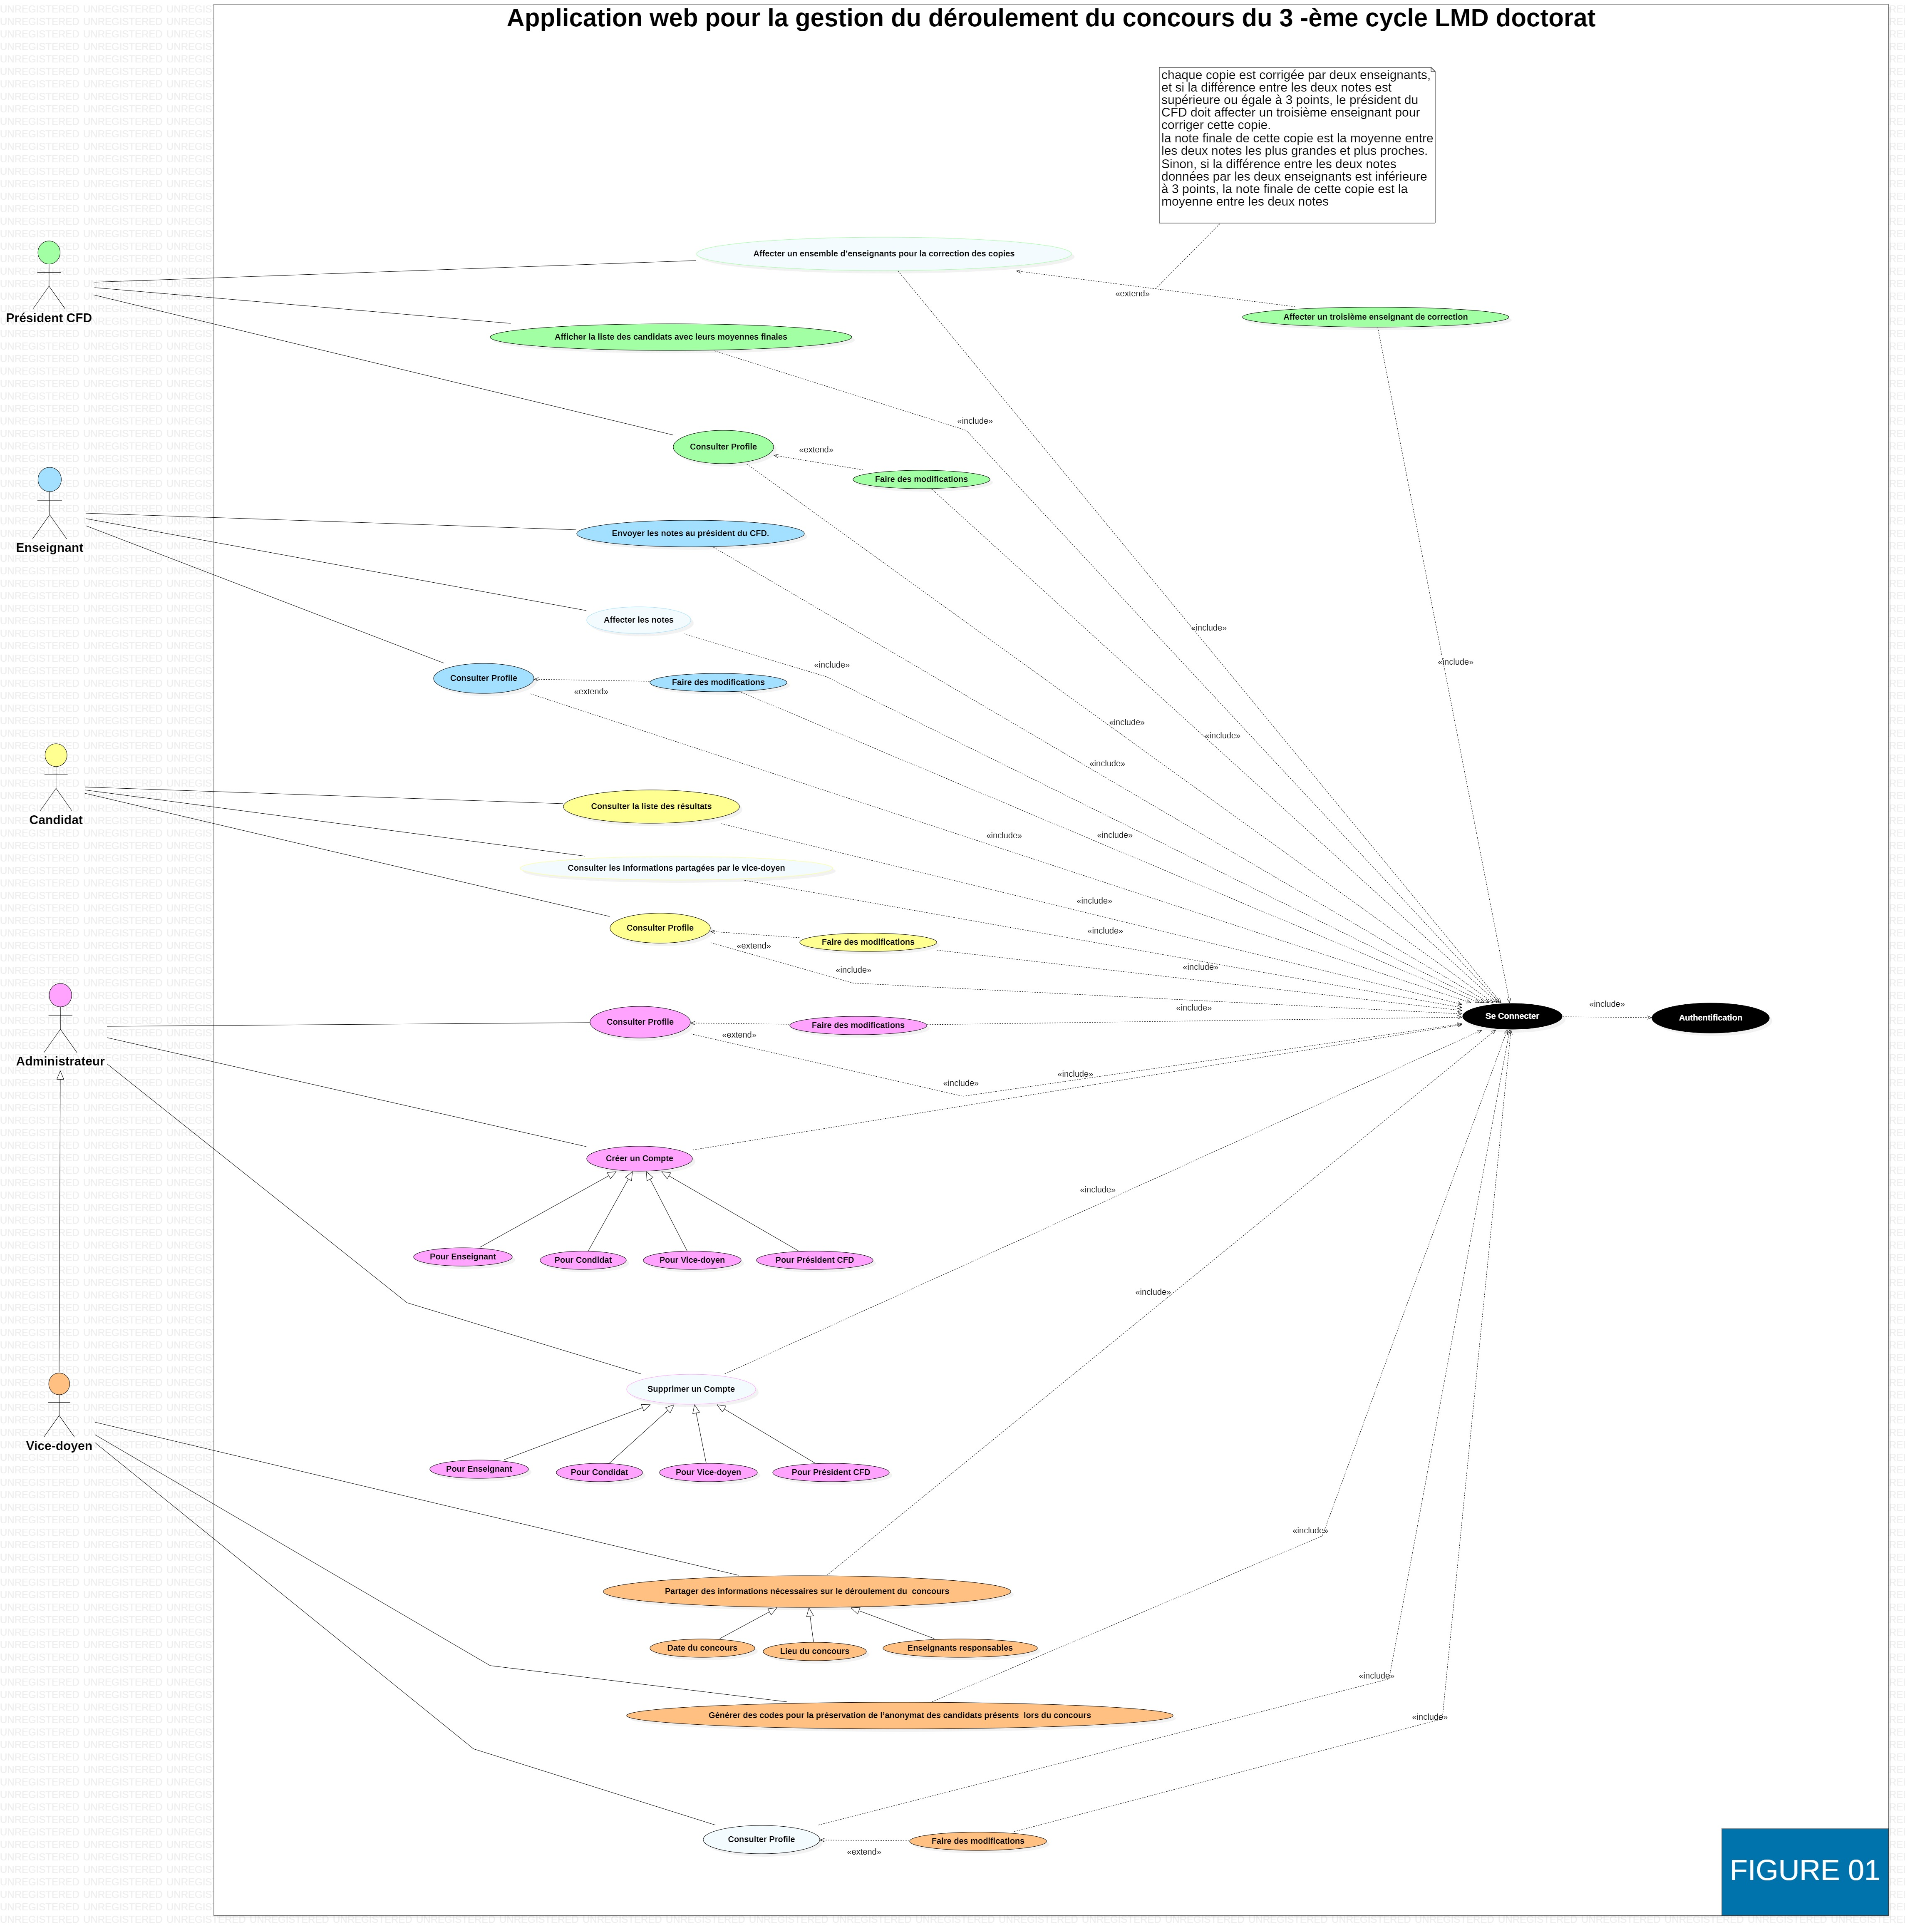 Application web pour la gestion du déroulement du concours du 3 -ème cycle LMD doctorat
chaque copie est corrigée par deux enseignants,
et si la différence entre les deux notes est
supérieure ou égale à 3 points, le président du
CFD doit affecter un troisième enseignant pour
corriger cette copie.
la note finale de cette copie est la moyenne entre
les deux notes les plus grandes et plus proches.
Sinon, si la différence entre les deux notes
données par les deux enseignants est inférieure
à 3 points, la note finale de cette copie est la
moyenne entre les deux notes
Affecter un ensemble d'enseignants pour la correction des copies
«extend»
Président CFD
Affecter un troisième enseignant de correction
Afficher la liste des candidats avec leurs moyennes finales
«include»
Consulter Profile
«extend»
Faire des modifications
Envoyer les notes au président du CFD.
Enseignant
Affecter les notes
«include»
«include»
«include»
Consulter Profile
«extend»
Faire des modifications
«include»
«include»
«include»
Consulter la liste des résultats
Candidat
«include»
«include»
Consulter les Informations partagées par le vice-doyen
«include»
Consulter Profile
«extend»
Faire des modifications
«include»
«include»
«include»
«include»
Consulter Profile
«extend»
Faire des modifications
Se Connecter
«include»
Authentification
Administrateur
«include»
«include»
Créer un Compte
«include»
Pour Enseignant
Pour Condidat
Pour Vice-doyen
Pour Président CFD
«include»
Supprimer un Compte
Vice-doyen
Pour Enseignant
Pour Condidat
Pour Vice-doyen
Pour Président CFD
«include»
Partager des informations nécessaires sur le déroulement du  concours
Date du concours
Lieu du concours
Enseignants responsables
«include»
Générer des codes pour la préservation de l'anonymat des candidats présents  lors du concours
«include»
Consulter Profile
«extend»
Faire des modifications
FIGURE 01
UNREGISTERED